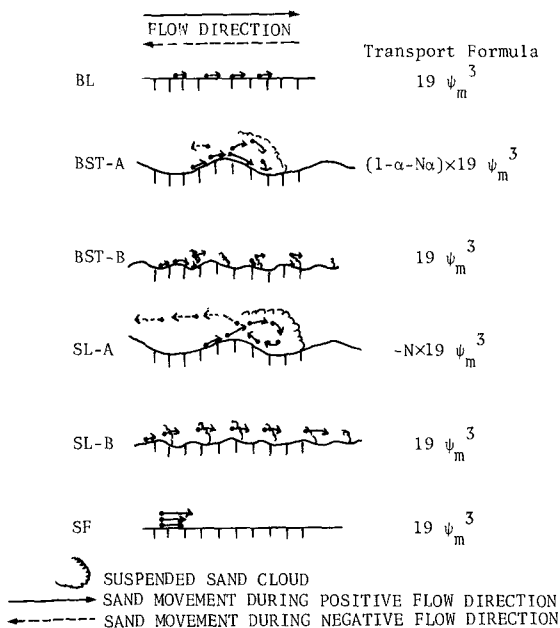 FLOW DIRECTION
Transport Formula
BL 19 ψm³
BST-A (1-α-Nα)×19 ψm³
BST-B 19 ψm³
SL-A -N×19 ψm³
SL-B 19 ψm³
SF 19 ψm³
SUSPENDED SAND CLOUD
SAND MOVEMENT DURING POSITIVE FLOW DIRECTION
SAND MOVEMENT DURING NEGATIVE FLOW DIRECTION